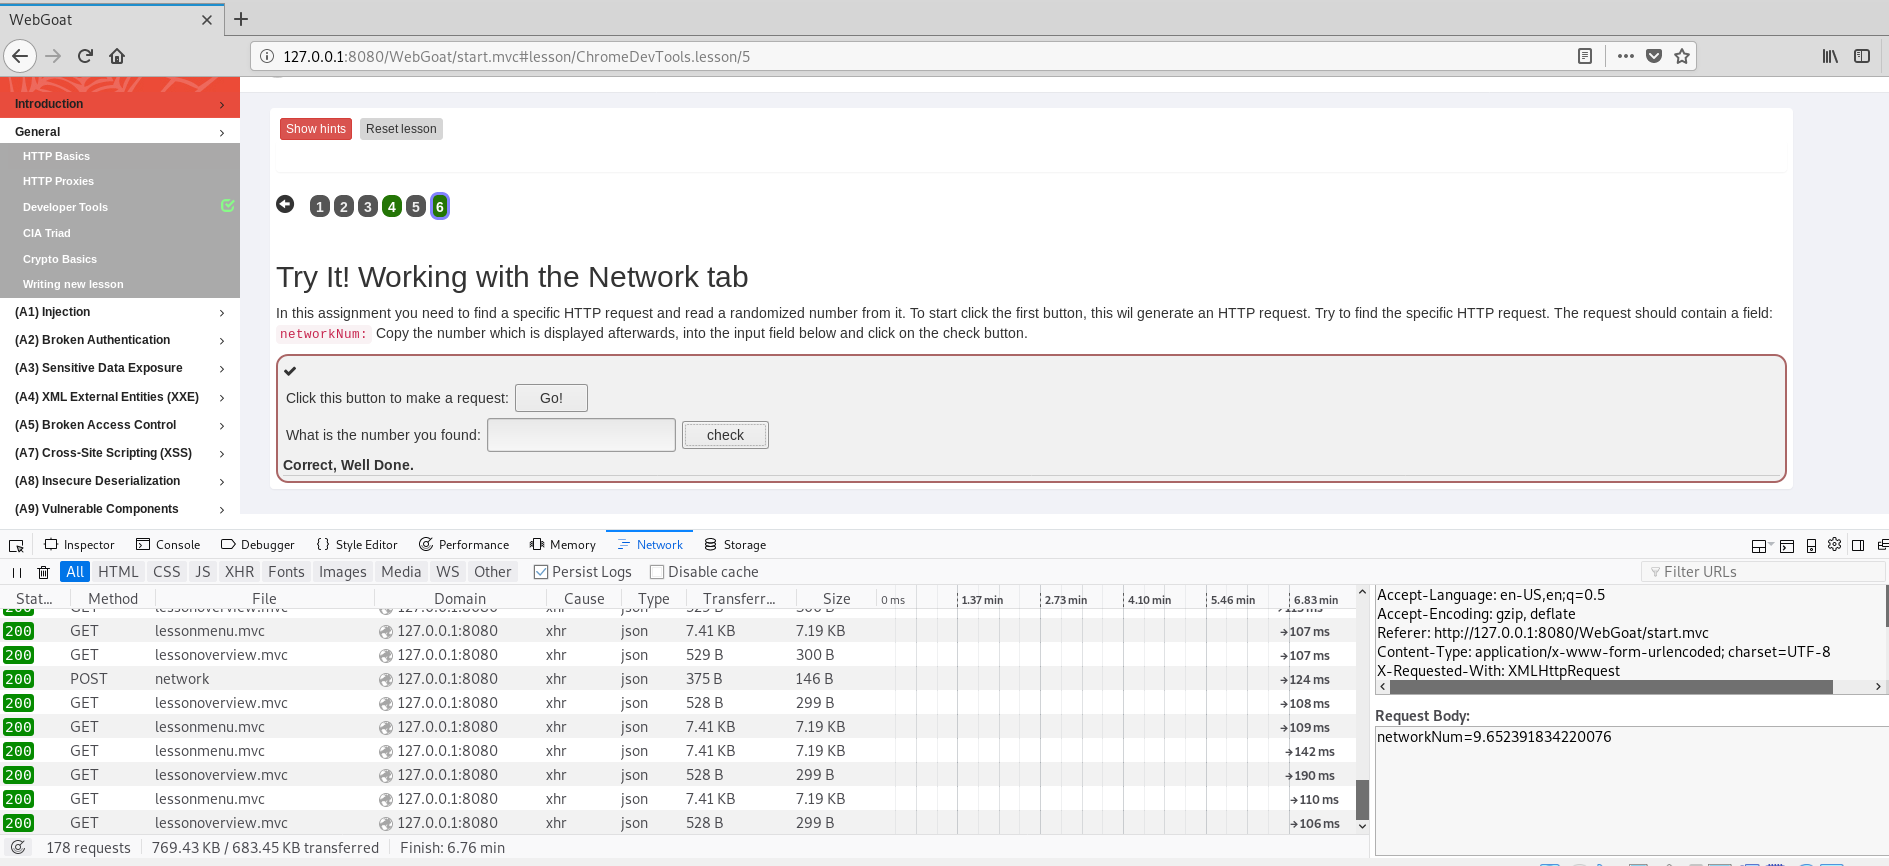 WebGoat
127.0.0.1:8080/WebGoat/start.mvc#lesson/ChromeDevTools.lesson/5
Introduction
General
HTTP Basics
HTTP Proxies
Developer Tools
CIA Triad
Crypto Basics
Writing new lesson
(A1) Injection
(A2) Broken Authentication
(A3) Sensitive Data Exposure
(A4) XML External Entities (XXE)
(A5) Broken Access Control
(A7) Cross-Site Scripting (XSS)
(A8) Insecure Deserialization
(A9) Vulnerable Components
Show hints Reset lesson
1 2 3 4 5 6
Try It! Working with the Network tab
In this assignment you need to find a specific HTTP request and read a randomized number from it. To start click the first button, this wil generate an HTTP request. Try to find the specific HTTP request. The request should contain a field:
networkNum: Copy the number which is displayed afterwards, into the input field below and click on the check button.
Click this button to make a request: Go!
What is the number you found: check
Correct, Well Done.
Inspector Console Debugger {} Style Editor Performance Memory Network Storage
All HTML CSS JS XHR Fonts Images Media WS Other Persist Logs Disable cache Filter URLs
Stat... Method File Domain Cause Type Transferr... Size 0 ms 1.37 min 2.73 min 4.10 min 5.46 min 6.83 min
200 GET lessonoverview.mvc 127.0.0.1:8080 xhr json 529 B 300 B 115 ms
200 GET lessonmenu.mvc 127.0.0.1:8080 xhr json 7.41 KB 7.19 KB → 107 ms
200 GET lessonoverview.mvc 127.0.0.1:8080 xhr json 529 B 300 B → 107 ms
200 POST network 127.0.0.1:8080 xhr json 375 B 146 B → 124 ms
200 GET lessonoverview.mvc 127.0.0.1:8080 xhr json 528 B 299 B → 108 ms
200 GET lessonmenu.mvc 127.0.0.1:8080 xhr json 7.41 KB 7.19 KB → 109 ms
200 GET lessonmenu.mvc 127.0.0.1:8080 xhr json 7.41 KB 7.19 KB → 142 ms
200 GET lessonoverview.mvc 127.0.0.1:8080 xhr json 528 B 299 B → 190 ms
200 GET lessonmenu.mvc 127.0.0.1:8080 xhr json 7.41 KB 7.19 KB → 110 ms
200 GET lessonoverview.mvc 127.0.0.1:8080 xhr json 528 B 299 B → 106 ms
178 requests 769.43 KB / 683.45 KB transferred Finish: 6.76 min
Accept-Language: en-US,en;q=0.5
Accept-Encoding: gzip, deflate
Referer: http://127.0.0.1:8080/WebGoat/start.mvc
Content-Type: application/x-www-form-urlencoded; charset=UTF-8
X-Requested-With: XMLHttpRequest
Request Body:
networkNum=9.652391834220076